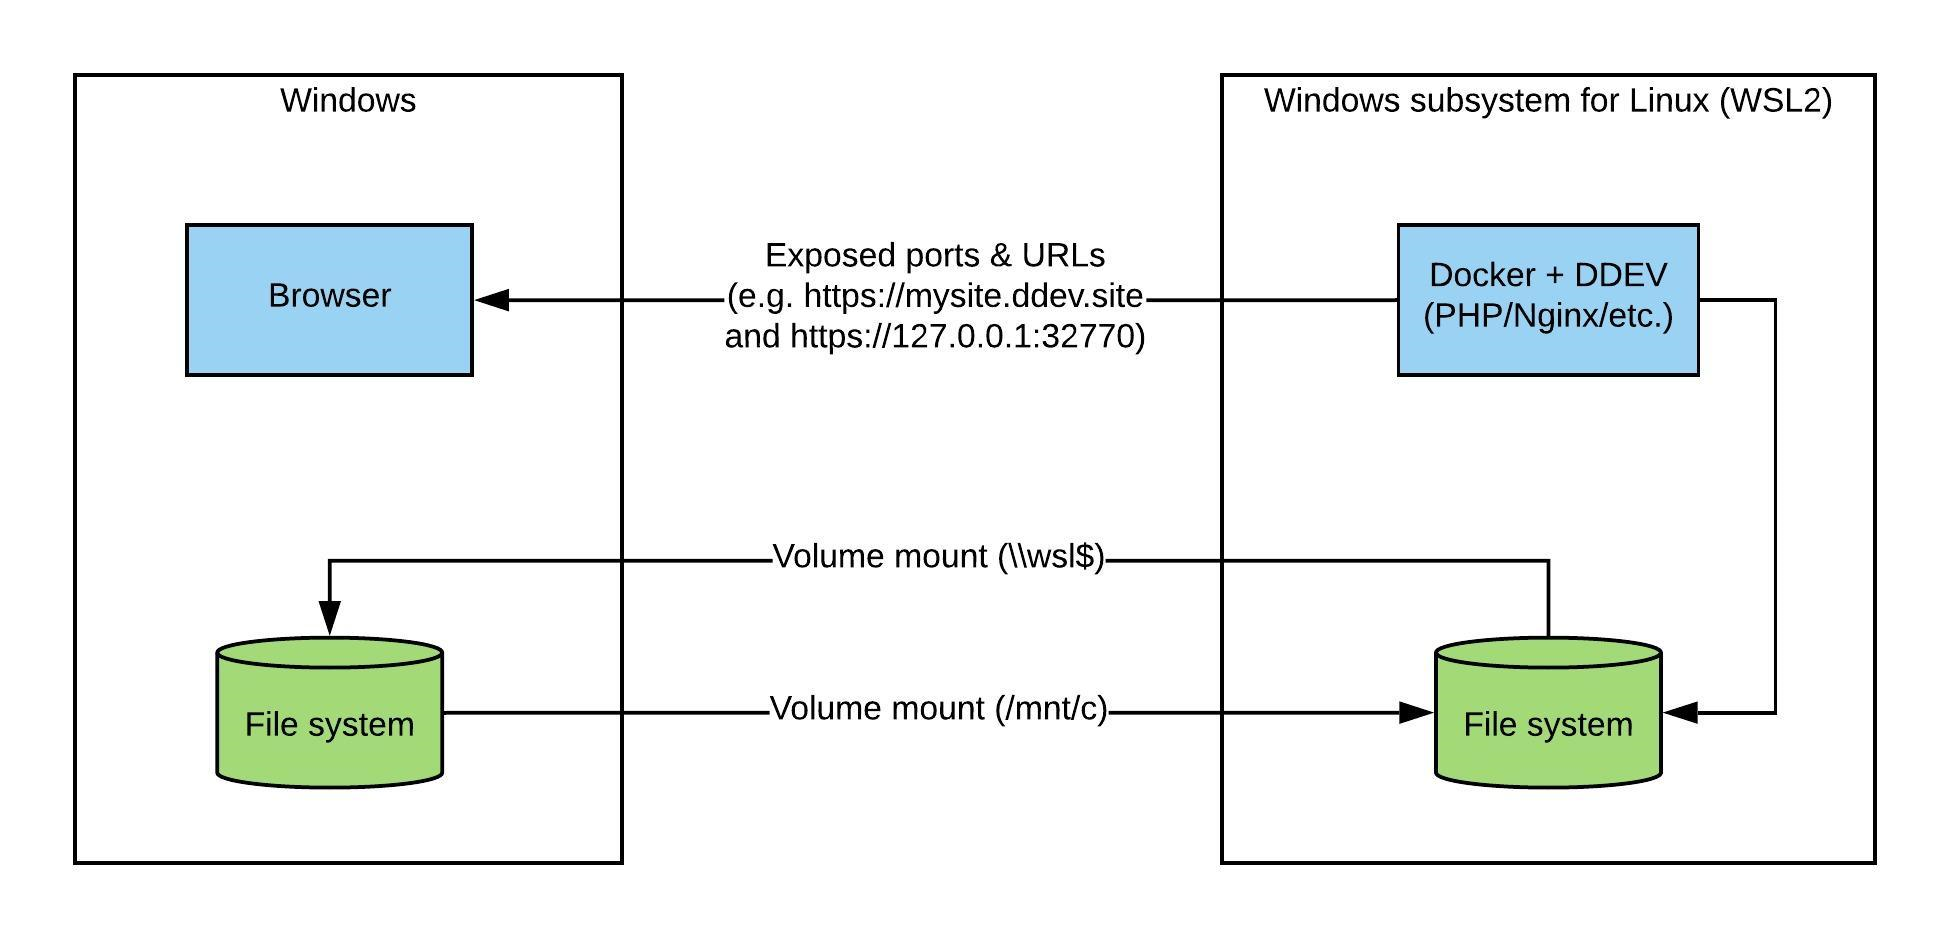 Windows
Windows subsystem for Linux (WSL2)
Browser
Exposed ports & URLs
(e.g. https://mysite.ddev.site
and https://127.0.0.1:32770)
Docker + DDEV
(PHP/Nginx/etc.)
Volume mount (\\wsl$)
File system
Volume mount (/mnt/c)
File system